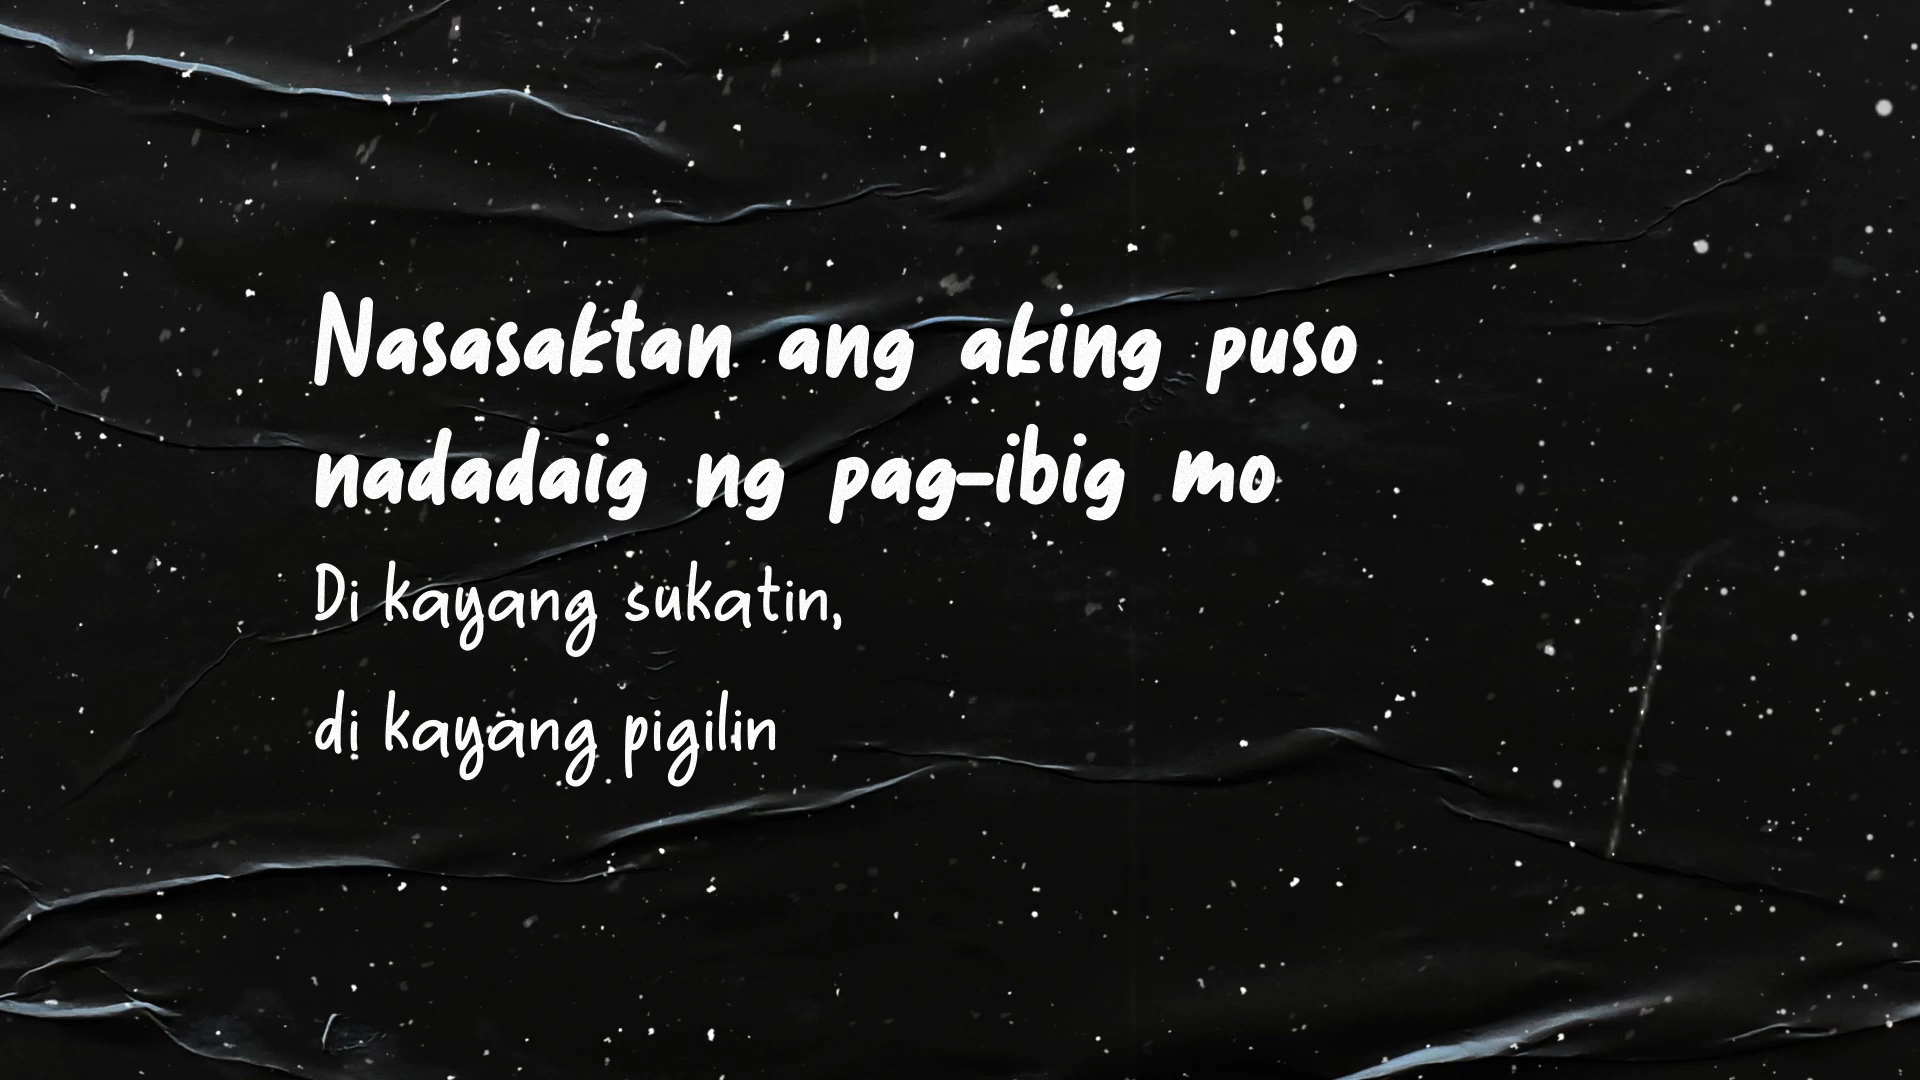 Nasasaktan ang aking puso
nadadaig ng pag-ibig mo
Di kayang sukatin,
di kayang pigilin